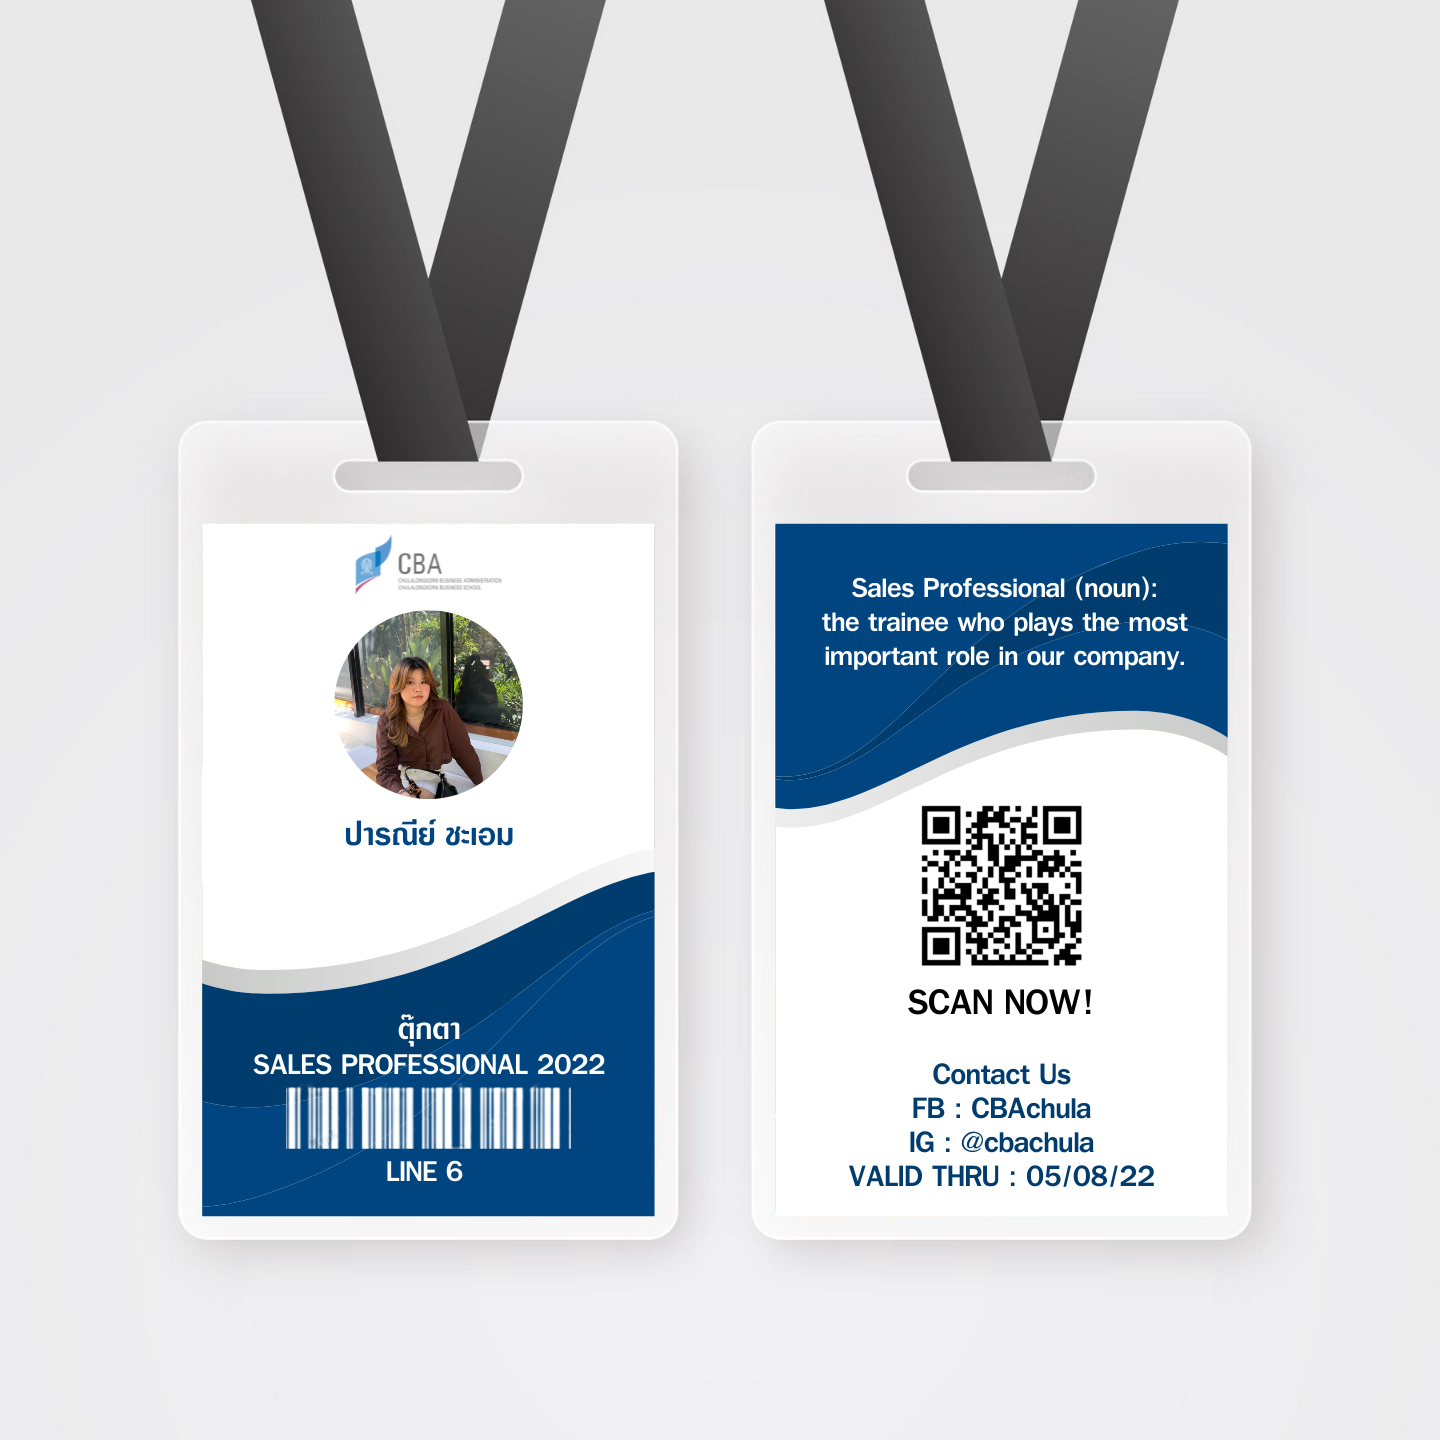 CBA
CHULALONGKORN BUSINESS ADMINISTRATION
CHULALONGKORN BUSINESS SCHOOL
ปารณีย์ ชะเอม
ตุ๊กตา
SALES PROFESSIONAL 2022
LINE 6
Sales Professional (noun):
the trainee who plays the most
important role in our company.
SCAN NOW!
Contact Us
FB : CBAchula
IG : @cbachula
VALID THRU : 05/08/22